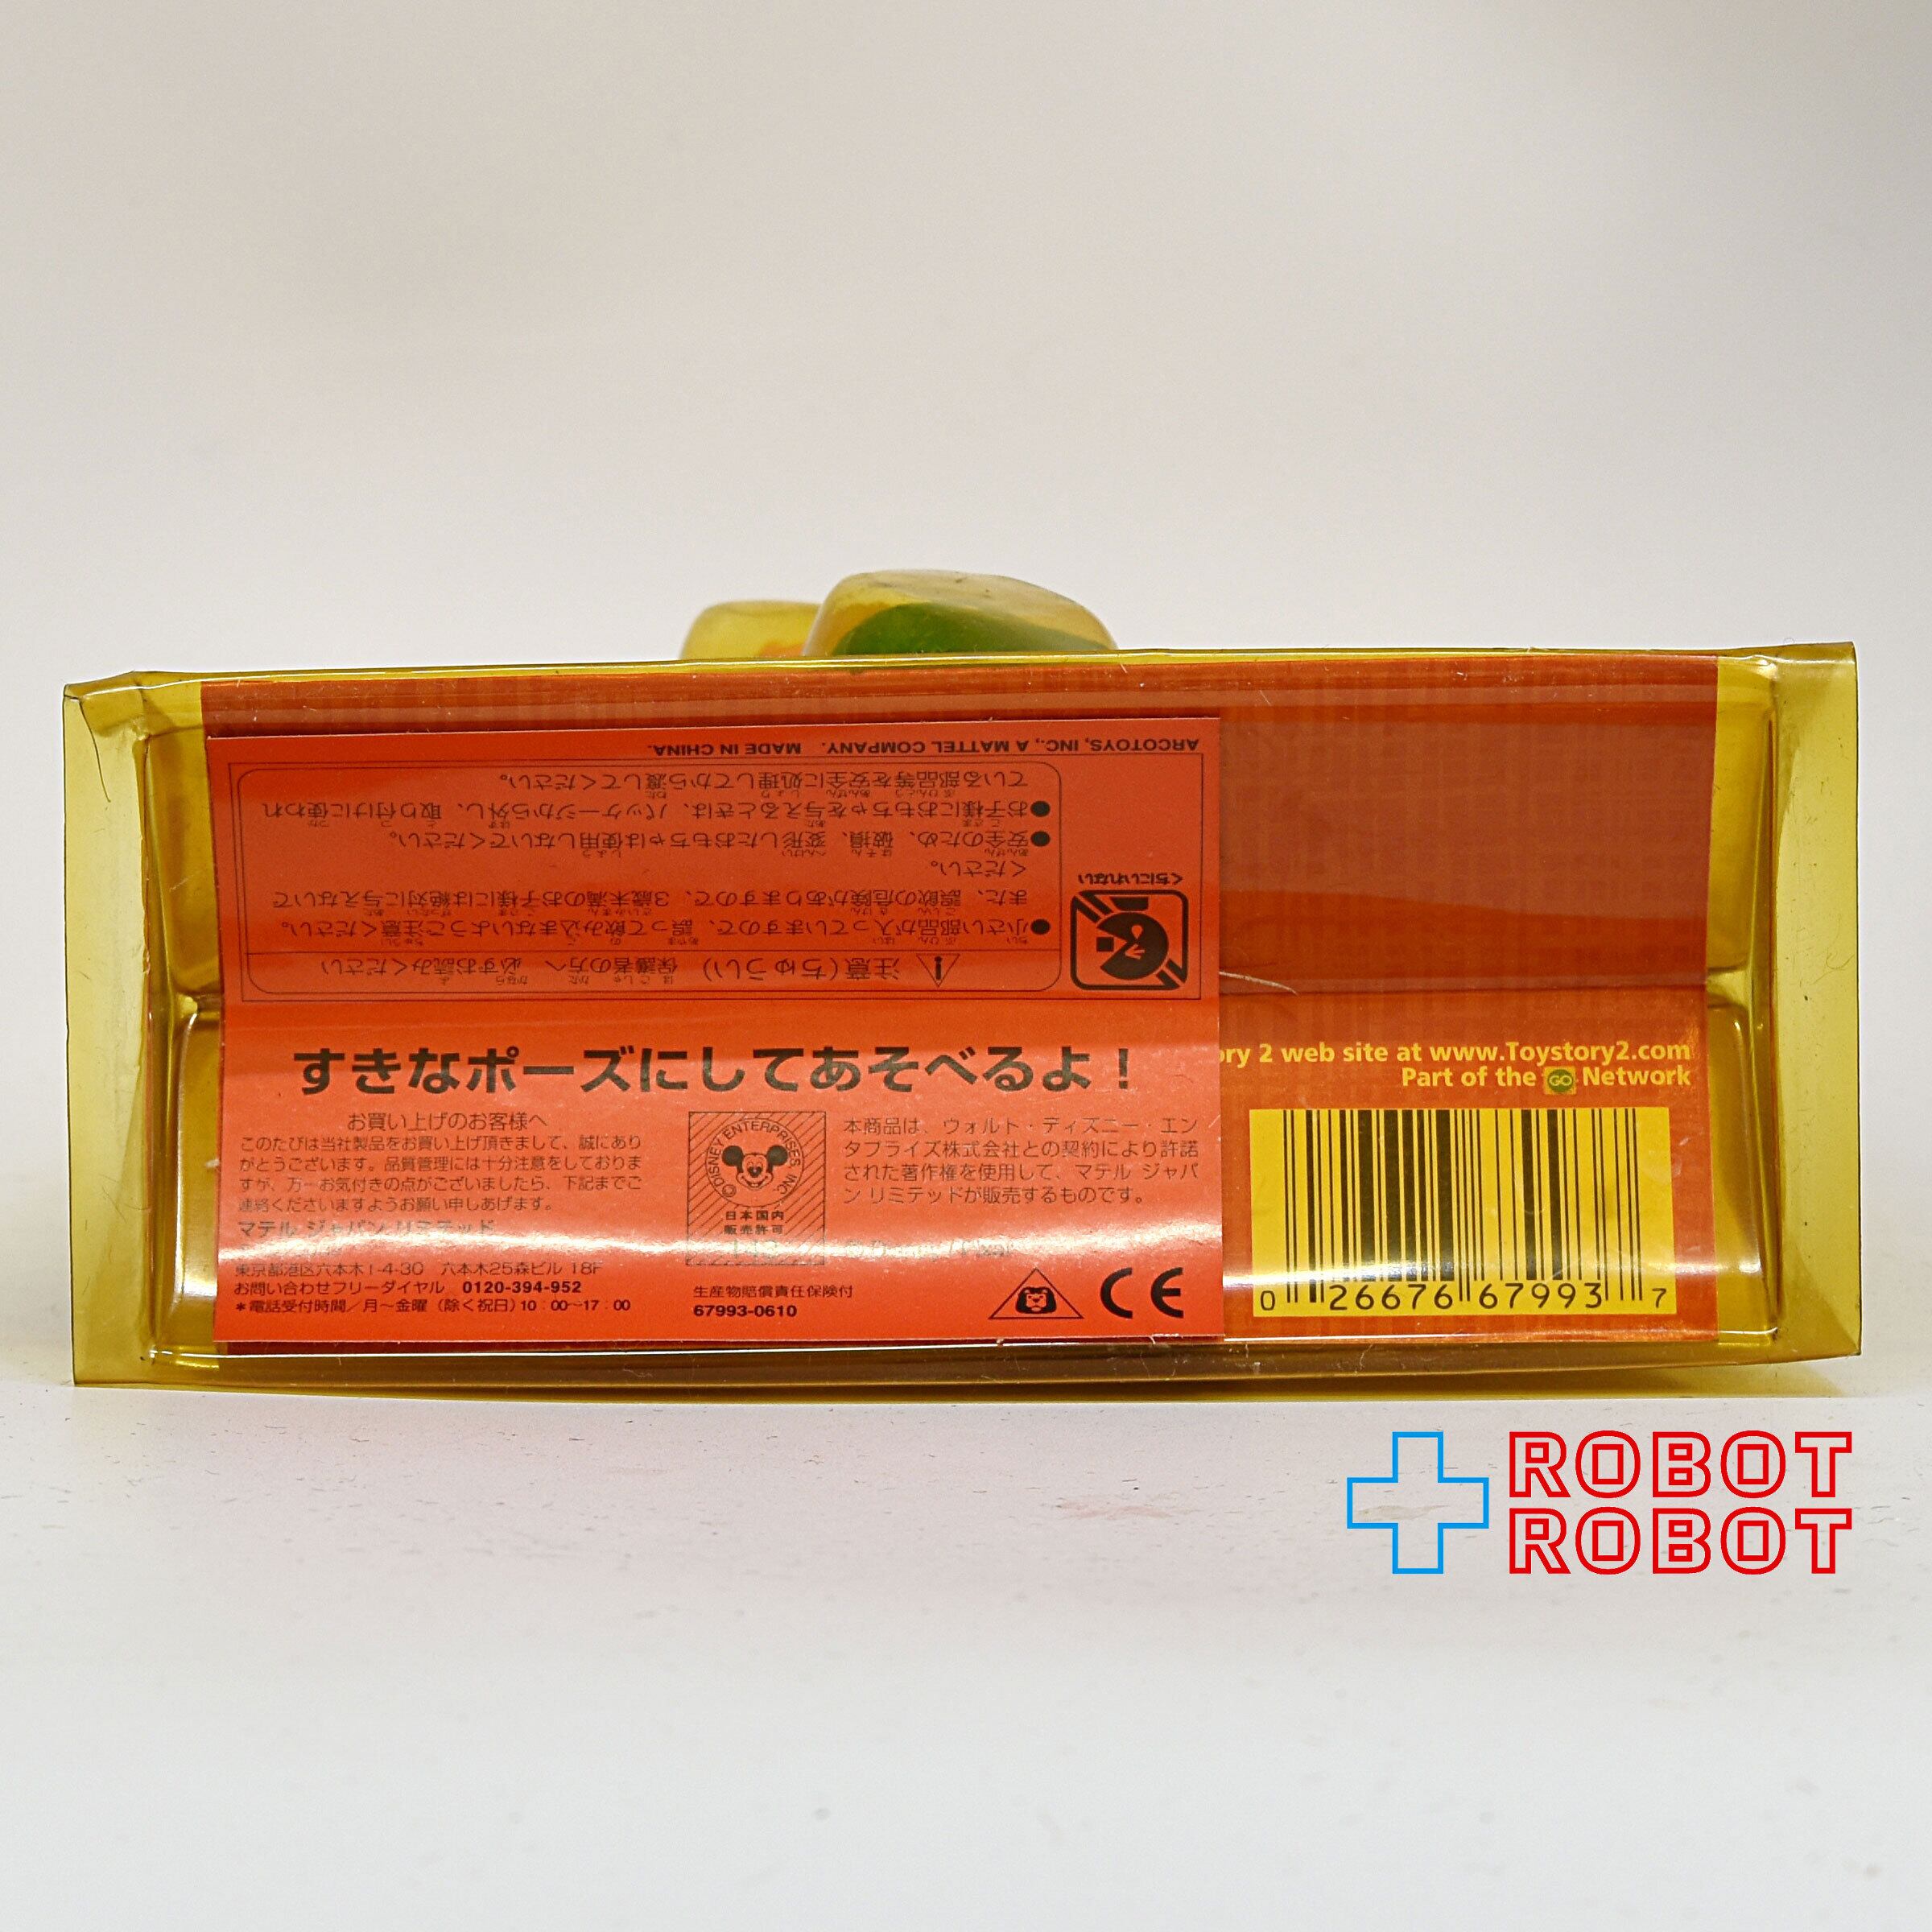 ARCOTOYS, INC., A MATTEL COMPANY. MADE IN CHINA.
くちにいれない
注意(ちゅうい) 保護者の方へ 必ずお読みください
●小さい部品が入っていますので、誤って飲み込まないようご注意ください。
また、誤飲の危険がありますので、3歳未満のお子様には絶対に与えないで
ください。
●安全のため、破損、変形したおもちゃは使用しないでください。
●お子様におもちゃを与えるときは、パッケージから外し、取り付けに使われ
ている部品等を安全に処理してから渡してください。
すきなポーズにしてあそべるよ!
お買い上げのお客様へ
このたびは当社製品をお買い上げ頂きまして、誠にあり
がとうございます。品質管理には十分注意をしておりま
すが、万一お気付きの点がございましたら、下記までご
連絡くださいますようお願い申しあげます。
マテル ジャパン リミテッド
東京都港区六本木1-4-30 六本木25森ビル 18F
お問い合わせフリーダイヤル 0120-394-952
*電話受付時間/月~金曜(除く祝日)10:00~17:00
©DISNEY ENTERPRISES, INC.
日本国内
販売許可
生産物賠償責任保険付
67993-0610
本商品は、ウォルト・ディズニー・エン
タプライズ株式会社との契約により許諾
された著作権を使用して、マテル ジャパ
ン リミテッドが販売するものです。
CE
2 web site at www.Toystory2.com
Part of the GO Network
0 26676 67993 7
ROBOT
ROBOT